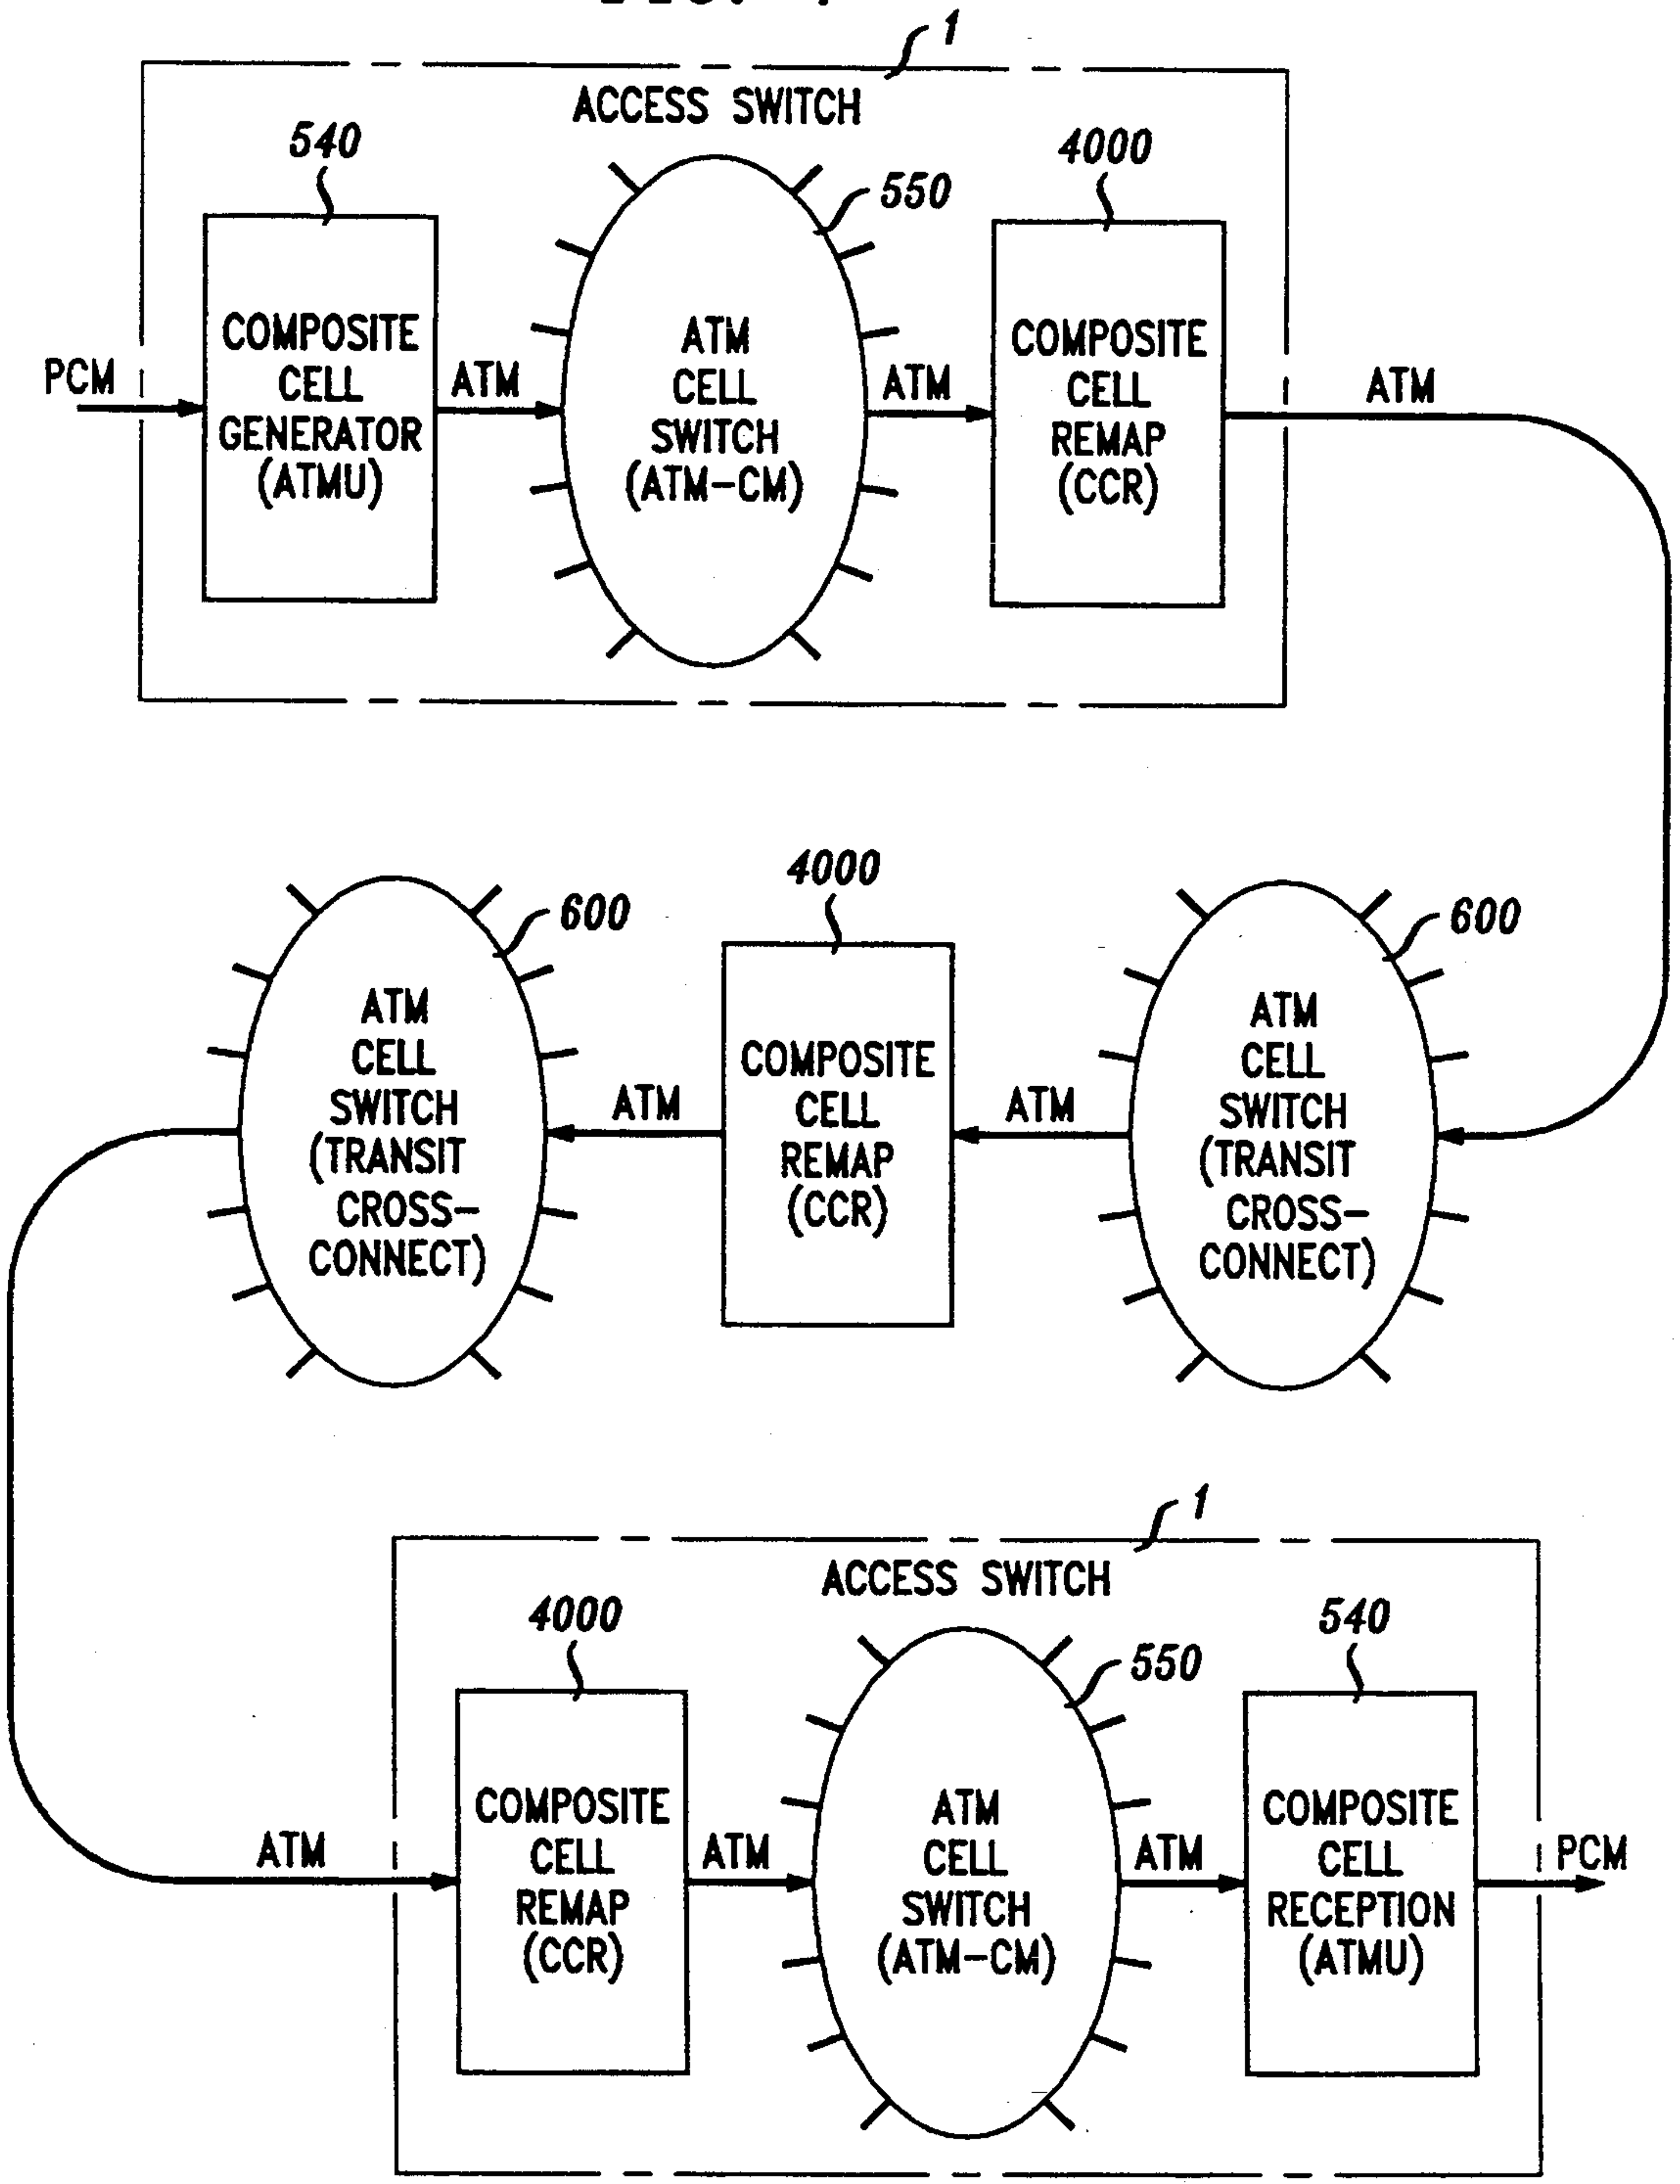 1
ACCESS SWITCH
540
550
4000
COMPOSITE
CELL
GENERATOR
(ATMU)
ATM
CELL
SWITCH
(ATM-CM)
COMPOSITE
CELL
REMAP
(CCR)
PCM
ATM
ATM
ATM
600
4000
600
ATM
CELL
SWITCH
(TRANSIT
CROSS-
CONNECT)
ATM
COMPOSITE
CELL
REMAP
(CCR)
ATM
ATM
CELL
SWITCH
(TRANSIT
CROSS-
CONNECT)
1
ACCESS SWITCH
4000
550
540
ATM
COMPOSITE
CELL
REMAP
(CCR)
ATM
ATM
CELL
SWITCH
(ATM-CM)
ATM
COMPOSITE
CELL
RECEPTION
(ATMU)
PCM